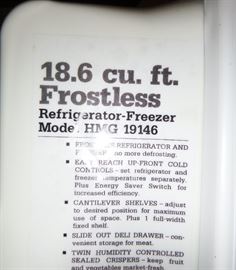 18.6 cu. ft.
Frostless
Refrigerator-Freezer
Model HMG 19146
REFRIGERATOR AND
no more defrosting.
EASY REACH UP-FRONT COLD
CONTROLS - set refrigerator and
freezer temperatures separately.
Plus Energy Saver Switch for
increased efficiency.
CANTILEVER SHELVES - adjust
to desired position for maximum
use of space. Plus 1 full-width
fixed shelf.
SLIDE OUT DELI DRAWER - con-
venient storage for meat.
TWIN HUMIDITY CONTROLLED
SEALED CRISPERS - keep fruit
and vegetables market-fresh.